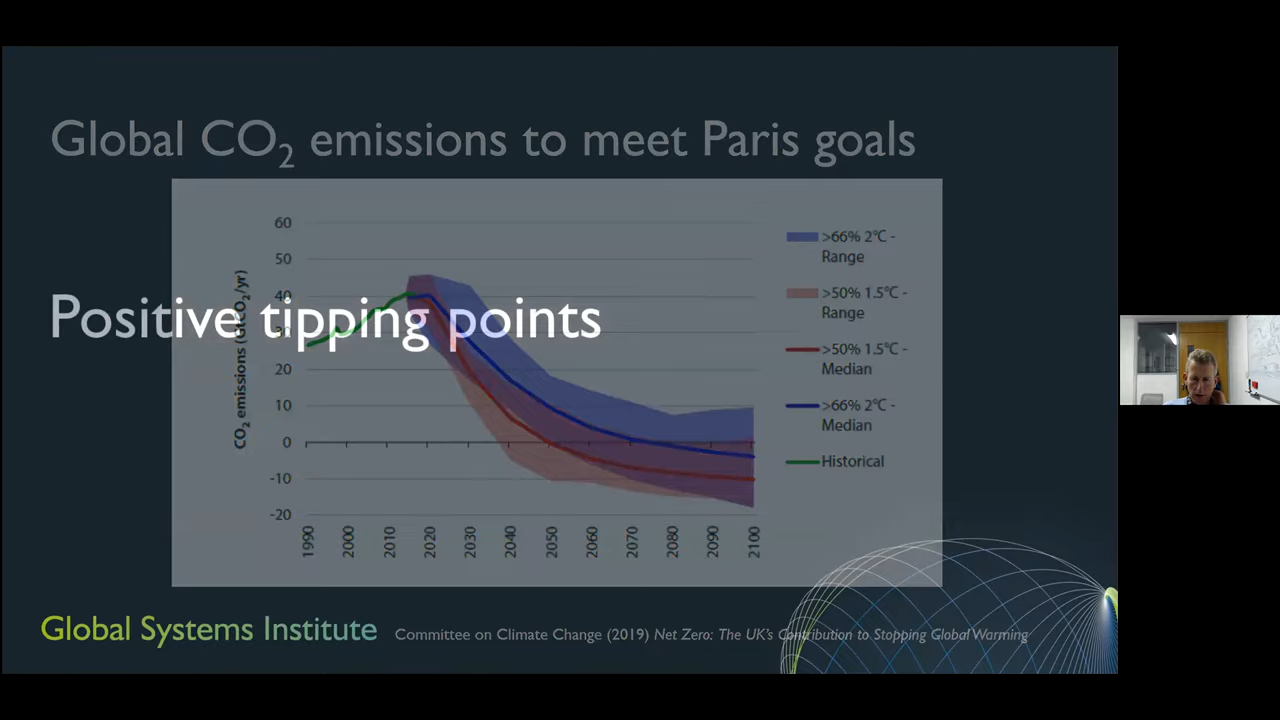 Global CO2 emissions to meet Paris goals
Positive tipping points
CO2 emissions (GtCO2/yr)
60
50
40
30
20
10
0
-10
-20
1990
2000
2010
2020
2030
2040
2050
2060
2070
2080
2090
2100
>66% 2°C -
Range
>50% 1.5°C -
Range
>50% 1.5°C -
Median
>66% 2°C -
Median
Historical
Global Systems Institute
Committee on Climate Change (2019) Net Zero: The UK's Contribution to Stopping Global Warming